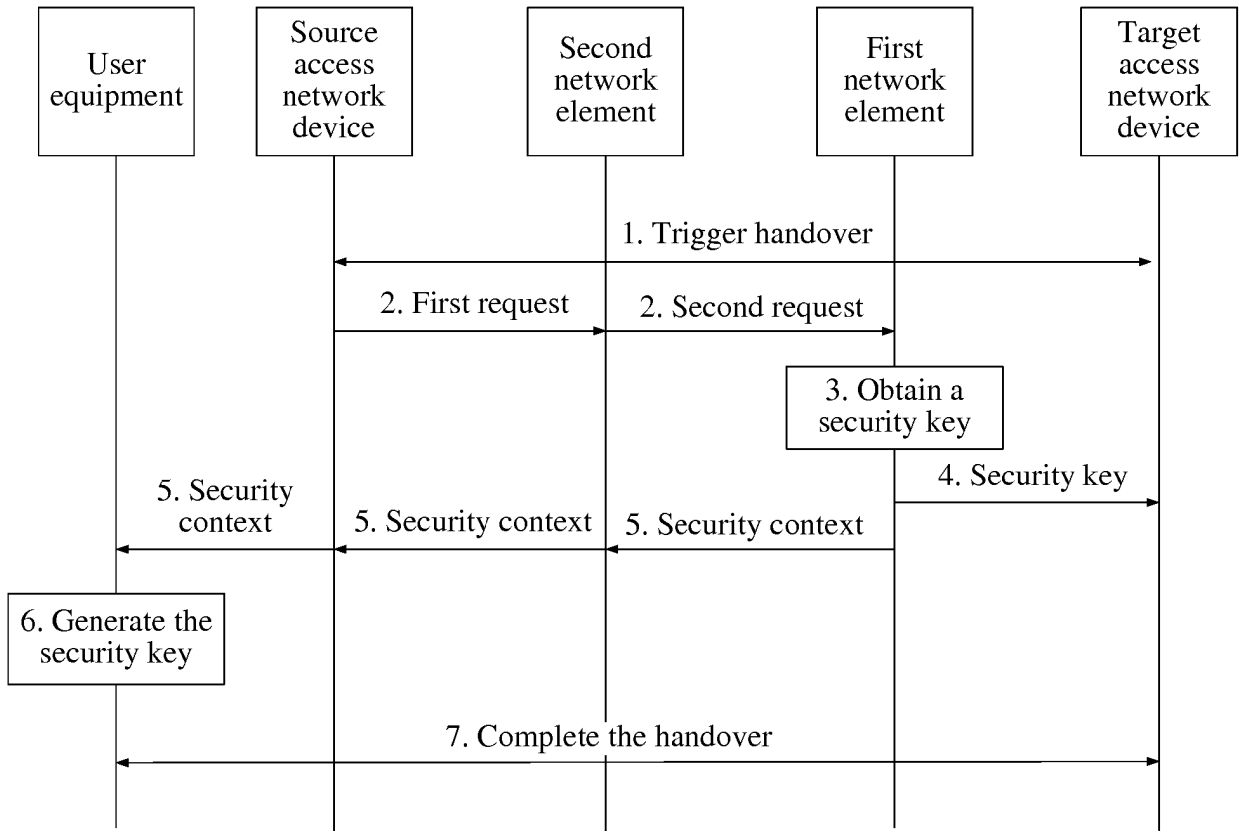 User
equipment
Source
access
network
device
Second
network
element
First
network
element
Target
access
network
device
1. Trigger handover
2. First request
2. Second request
3. Obtain a
security key
4. Security key
5. Security
context
5. Security context
5. Security context
6. Generate the
security key
7. Complete the handover